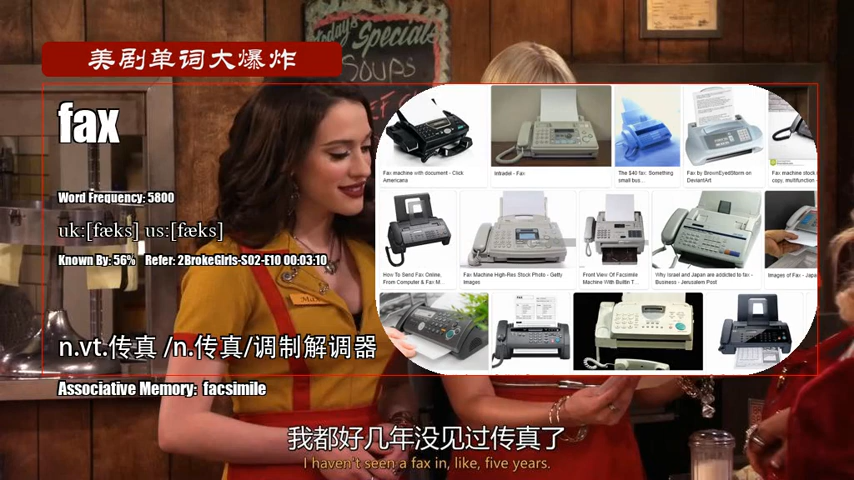 Today's
Specials
SOUPS
美剧单词大爆炸
fax
Word Frequency: 5800
uk:[fæks] us:[fæks]
Known By: 56% Refer: 2BrokeGirls-S02-E10 00:03:10
n.vt.传真 /n.传真/调制解调器
Associative Memory: facsimile
Fax machine with document - Click Americana
Intradel - Fax
The $40 fax. Something small bus...
Fax by BrownEyedStorm on DeviantArt
Fax machine stock copy, multifunction
How To Send Fax Online, From Computer & Fax M...
Fax Machine High-Res Stock Photo - Getty Images
Front View Of Facsimile Machine With Builtin T...
Why Israel and Japan are addicted to fax - Business - Jerusalem Post
Images of Fax - Japa
我都好几年没见过传真了
I haven't seen a fax in, like, five years.